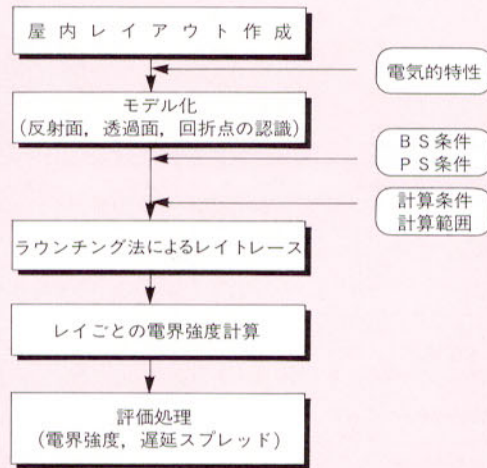 屋内レイアウト作成
電気的特性
モデル化
(反射面，透過面，回折点の認識)
BS条件
PS条件
計算条件
計算範囲
ラウンチング法によるレイトレース
レイごとの電界強度計算
評価処理
(電界強度，遅延スプレッド)